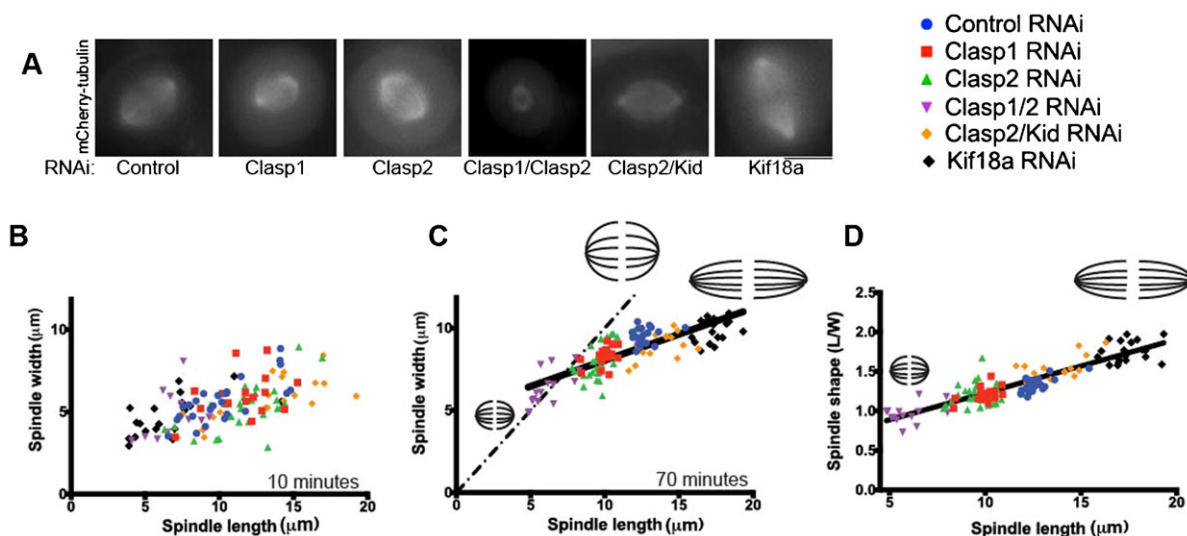 A
mCherry-tubulin
RNAi: Control Clasp1 Clasp2 Clasp1/Clasp2 Clasp2/Kid Kif18a
Control RNAi
Clasp1 RNAi
Clasp2 RNAi
Clasp1/2 RNAi
Clasp2/Kid RNAi
Kif18a RNAi
B
Spindle width (μm)
10
5
0
0 5 10 15 20
10 minutes
Spindle length (μm)
C
Spindle width (μm)
10
5
0
0 5 10 15 20
70 minutes
Spindle length (μm)
D
Spindle shape (L/W)
2.5
2.0
1.5
1.0
0.5
0.0
5 10 15 20
Spindle length (μm)